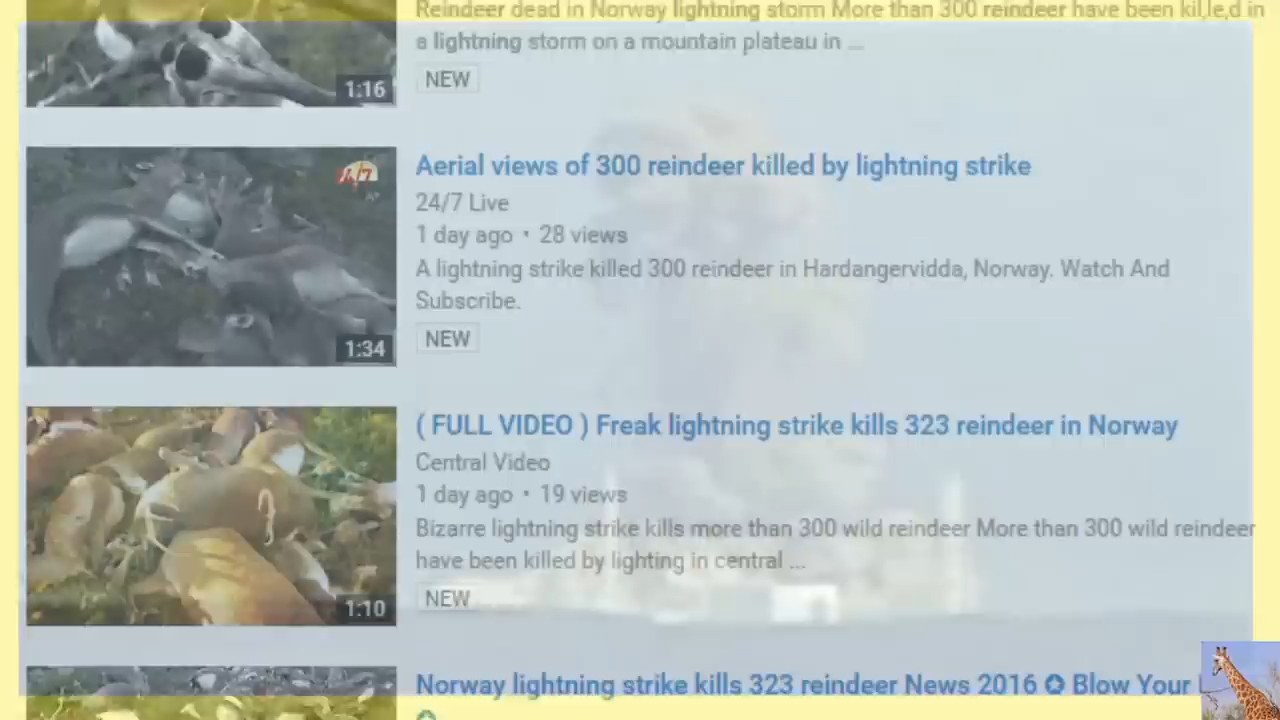 Reindeer dead in Norway lightning storm More than 300 reindeer have been kil,le,d in
a lightning storm on a mountain plateau in ...
NEW
1:16
Aerial views of 300 reindeer killed by lightning strike
24/7
24/7 Live
1 day ago • 28 views
A lightning strike killed 300 reindeer in Hardangervidda, Norway. Watch And
Subscribe.
NEW
1:34
( FULL VIDEO ) Freak lightning strike kills 323 reindeer in Norway
Central Video
1 day ago • 19 views
Bizarre lightning strike kills more than 300 wild reindeer More than 300 wild reindeer
have been killed by lighting in central ...
NEW
1:10
Norway lightning strike kills 323 reindeer News 2016 ✪ Blow Your